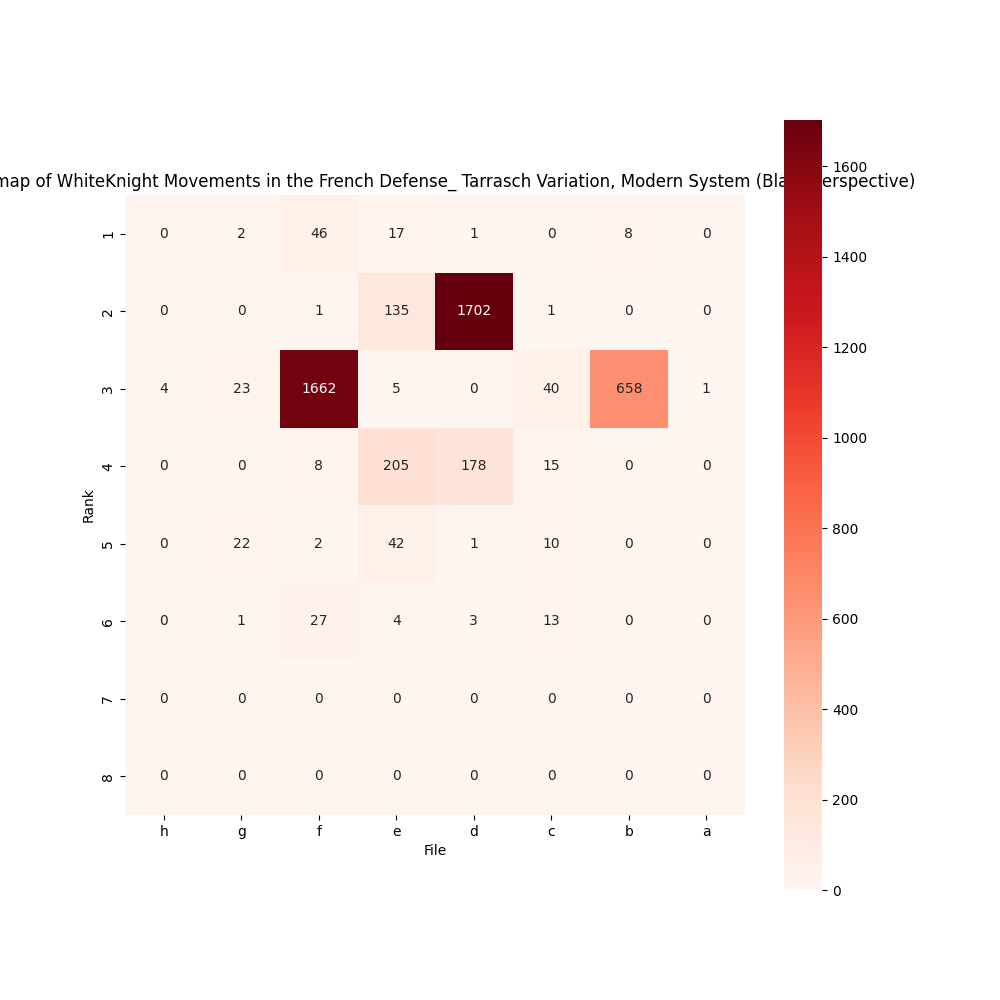 map of WhiteKnight Movements in the French Defense_ Tarrasch Variation, Modern System (Bla erspective)
1600
1400
1200
1000
800
600
400
200
0
Rank
1 0 2 46 17 1 0 8 0
2 0 0 1 135 1702 1 0 0
3 4 23 1662 5 0 40 658 1
4 0 0 8 205 178 15 0 0
5 0 22 2 42 1 10 0 0
6 0 1 27 4 3 13 0 0
7 0 0 0 0 0 0 0 0
8 0 0 0 0 0 0 0 0
h g f e d c b a
File